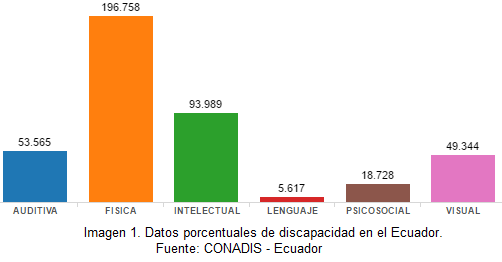 196.758
93.989
53.565
49.344
18.728
5.617
AUDITIVA FISICA INTELECTUAL LENGUAJE PSICOSOCIAL VISUAL
Imagen 1. Datos porcentuales de discapacidad en el Ecuador.
Fuente: CONADIS - Ecuador